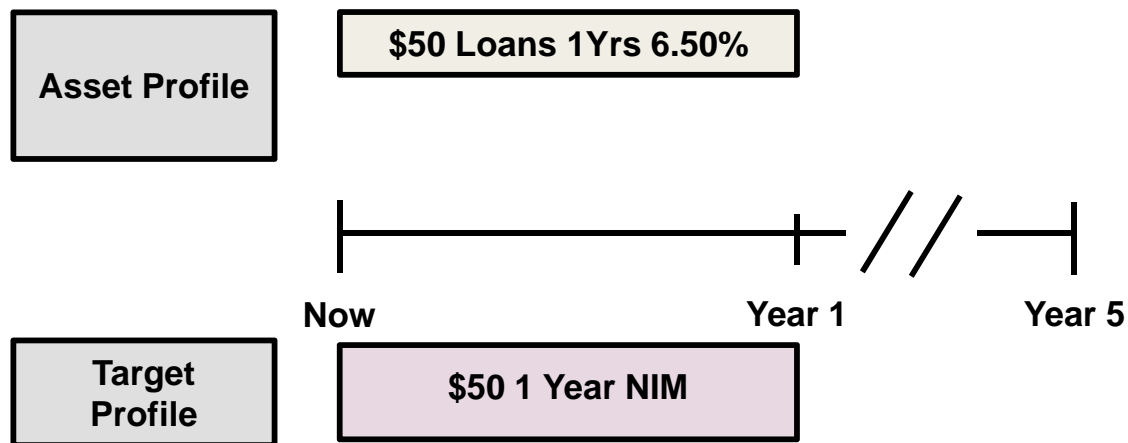 $50 Loans 1Yrs 6.50%
Asset Profile
Now
Year 1
Year 5
Target
Profile
$50 1 Year NIM